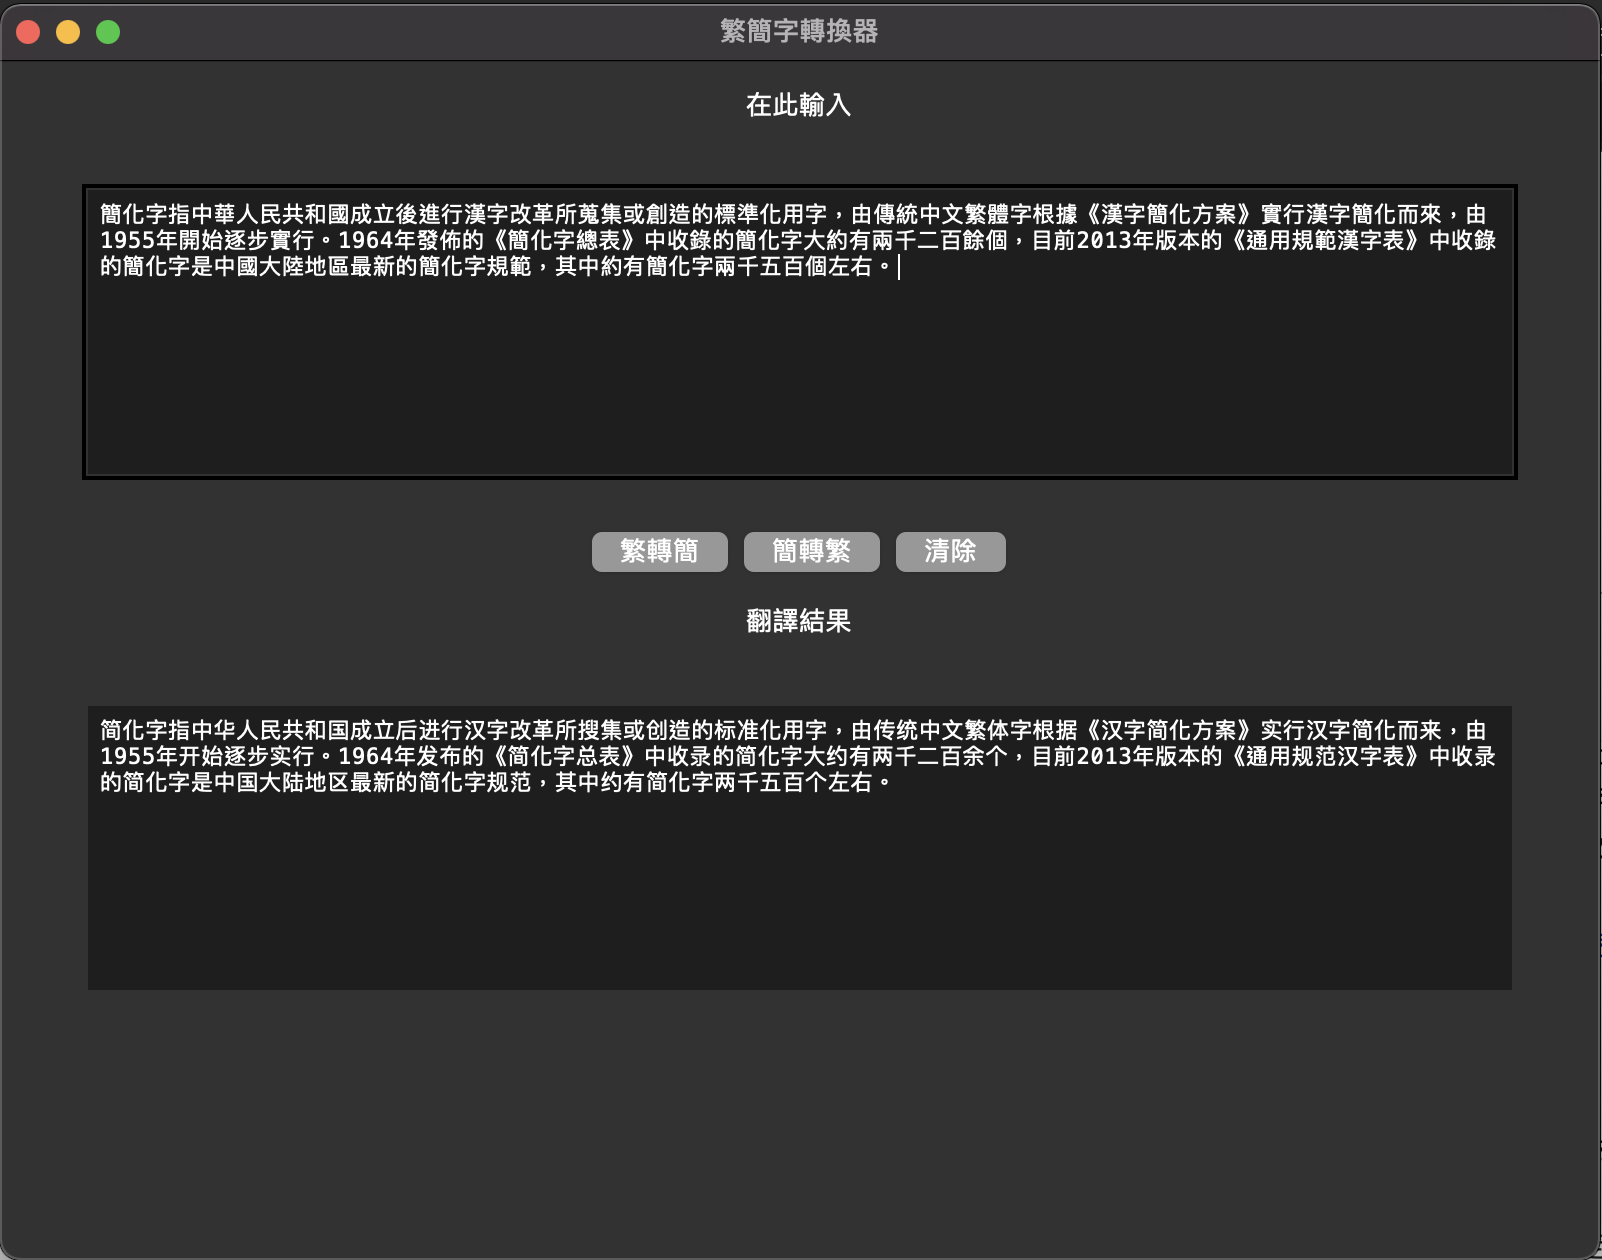 繁簡字轉換器
在此輸入
簡化字指中華人民共和國成立後進行漢字改革所蒐集或創造的標準化用字，由傳統中文繁體字根據《漢字簡化方案》實行漢字簡化而來，由
1955年開始逐步實行。1964年發佈的《簡化字總表》中收錄的簡化字大約有兩千二百餘個，目前2013年版本的《通用規範漢字表》中收錄
的簡化字是中國大陸地區最新的簡化字規範，其中約有簡化字兩千五百個左右。
繁轉簡 簡轉繁 清除
翻譯結果
简化字指中华人民共和国成立后进行汉字改革所搜集或创造的标准化用字，由传统中文繁体字根据《汉字简化方案》实行汉字简化而来，由
1955年开始逐步实行。1964年发布的《简化字总表》中收录的简化字大约有两千二百余个，目前2013年版本的《通用规范汉字表》中收录
的简化字是中国大陆地区最新的简化字规范，其中约有简化字两千五百个左右。